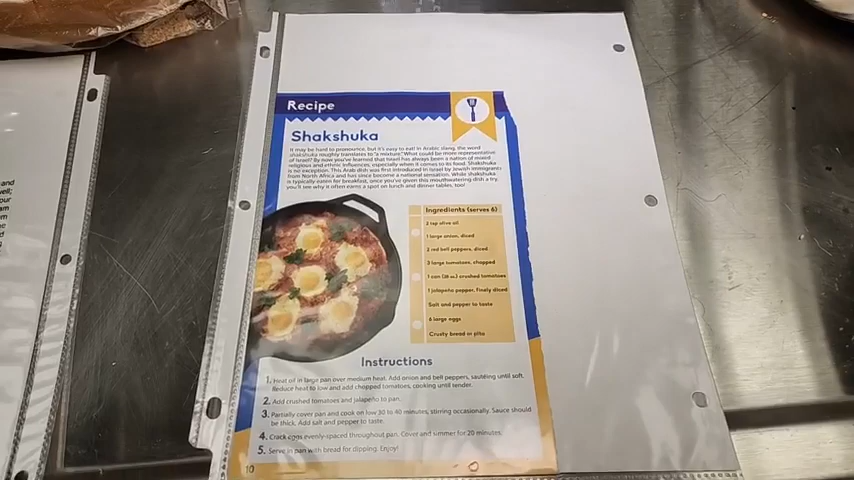 Recipe
Shakshuka
It may be hard to pronounce, but it's easy to eat! In Arabic slang, the word
shakshuka roughly translates to "a mixture." What could be more representative
of Israel? By now you've learned that Israel has always been a nation of mixed
religious and ethnic influences, especially when it comes to its food. Shakshuka
is no exception. This Arab dish was first introduced in Israel by Jewish immigrants
from North Africa and has since become a national sensation. While shakshuka
is typically eaten for breakfast, once you've given this mouthwatering dish a try,
you'll see why it often earns a spot on lunch and dinner tables, too!
Ingredients (serves 6)
2 tsp olive oil
1 large onion, diced
2 red bell peppers, diced
3 large tomatoes, chopped
1 can (28 oz.) crushed tomatoes
1 jalapeño pepper, finely diced
Salt and pepper to taste
6 large eggs
Crusty bread or pita
Instructions
1. Heat oil in large pan over medium heat. Add onion and bell peppers, sautéing until soft.
Reduce heat to low and add chopped tomatoes, cooking until tender.
2. Add crushed tomatoes and jalapeño to pan.
3. Partially cover pan and cook on low 30 to 40 minutes, stirring occasionally. Sauce should
be thick. Add salt and pepper to taste.
4. Crack eggs evenly-spaced throughout pan. Cover and simmer for 20 minutes.
5. Serve in pan with bread for dipping. Enjoy!
10